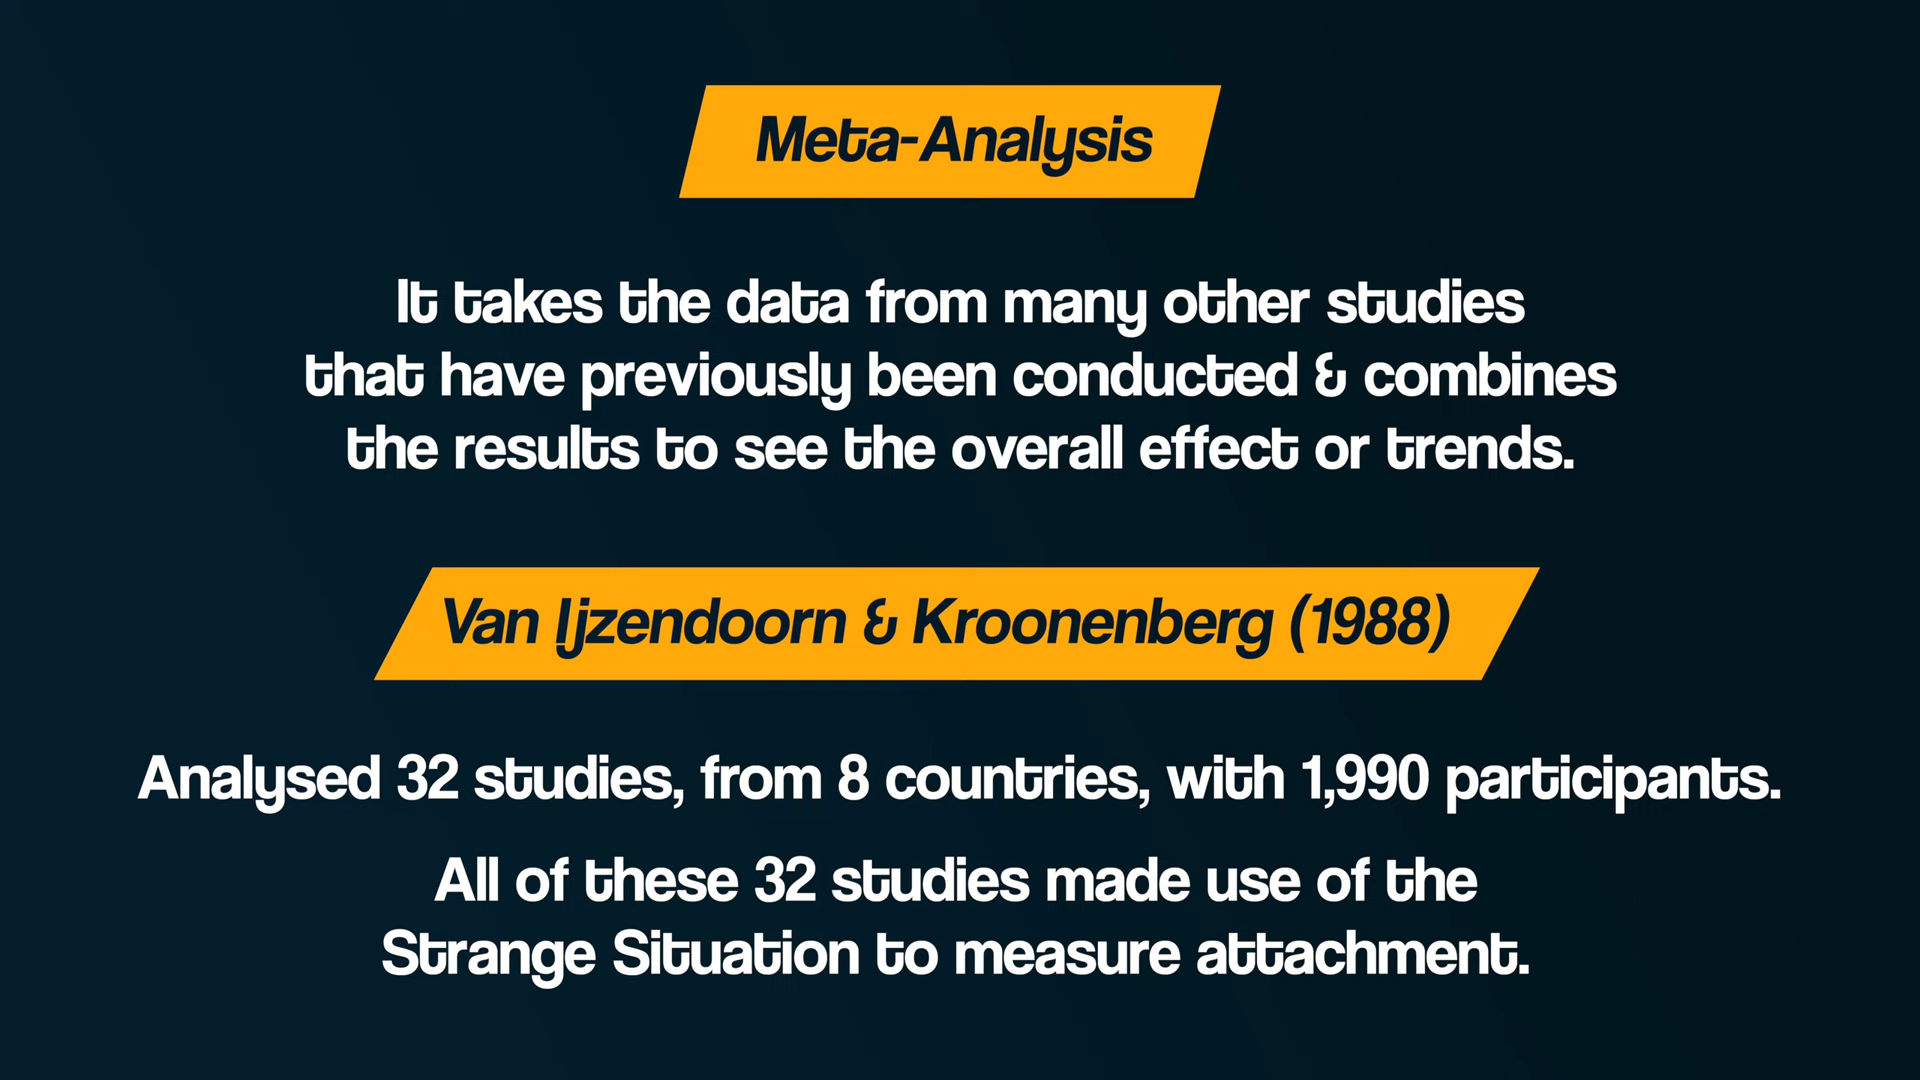 Meta-Analysis
It takes the data from many other studies
that have previously been conducted & combines
the results to see the overall effect or trends.
Van Ijzendoorn & Kroonenberg (1988)
Analysed 32 studies, from 8 countries, with 1,990 participants.
All of these 32 studies made use of the
Strange Situation to measure attachment.